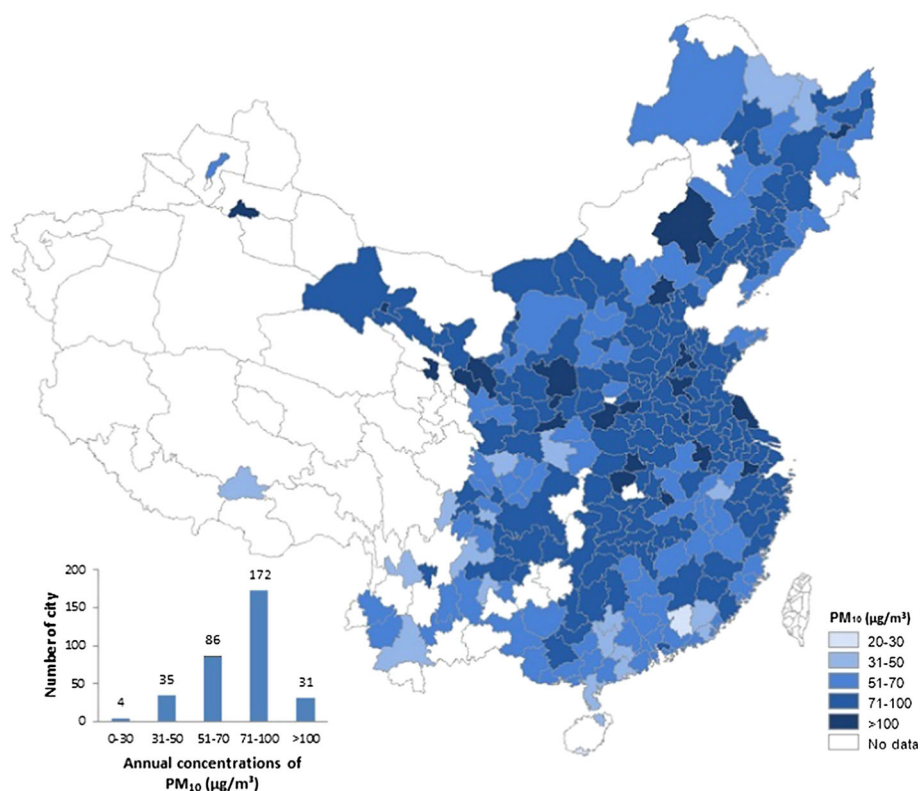 200
150
100
50
0
Number of city
4
35
86
172
31
0-30 31-50 51-70 71-100 >100
Annual concentrations of
PM₁₀ (µg/m³)
PM₁₀ (µg/m³)
20-30
31-50
51-70
71-100
>100
No data